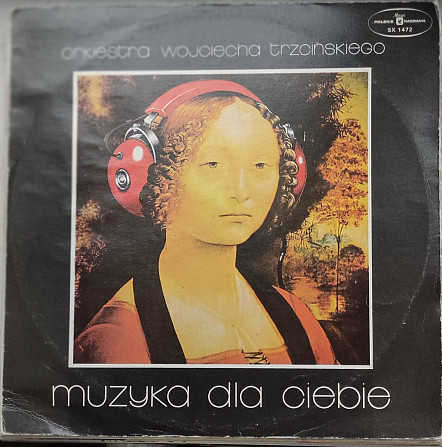 POLSKIE NAGRANIA
SX 1472
orkiestra wojciecha trzcińskiego
muzyka dla ciebie